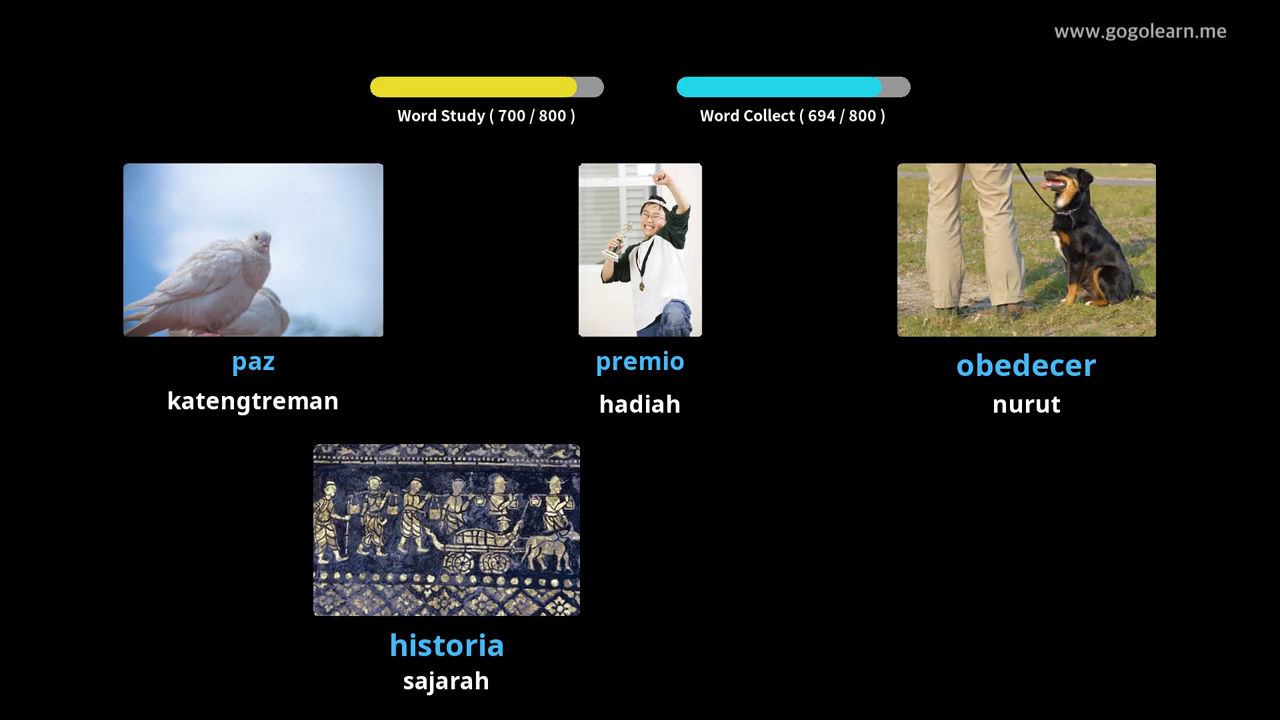 www.gogolearn.me
Word Study ( 700 / 800 )
Word Collect ( 694 / 800 )
paz
premio
obedecer
katengtreman
hadiah
nurut
historia
sajarah